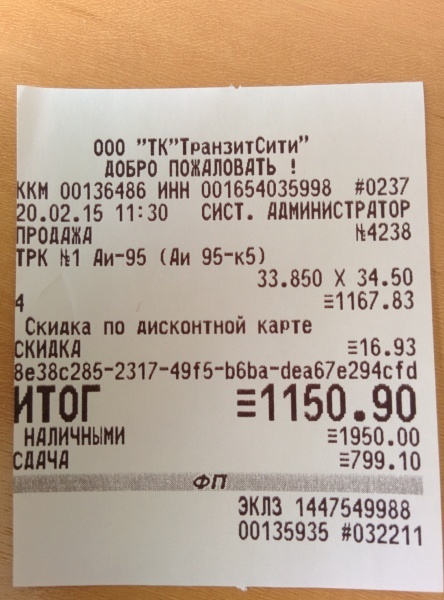 ООО "ТК"ТранзитСити"
ДОБРО ПОЖАЛОВАТЬ !
ККМ 00136486 ИНН 001654035998 #0237
20.02.15 11:30 СИСТ. АДМИНИСТРАТОР
ПРОДАЖА №4238
ТРК №1 Аи-95 (Аи 95-к5)
33.850 X 34.50
4 ≡1167.83
Скидка по дисконтной карте
СКИДКА ≡16.93
8e38c285-2317-49f5-b6ba-dea67e294cfd
ИТОГ ≡1150.90
НАЛИЧНЫМИ ≡1950.00
СДАЧА ≡799.10
ФП
ЭКЛЗ 1447549988
00135935 #032211